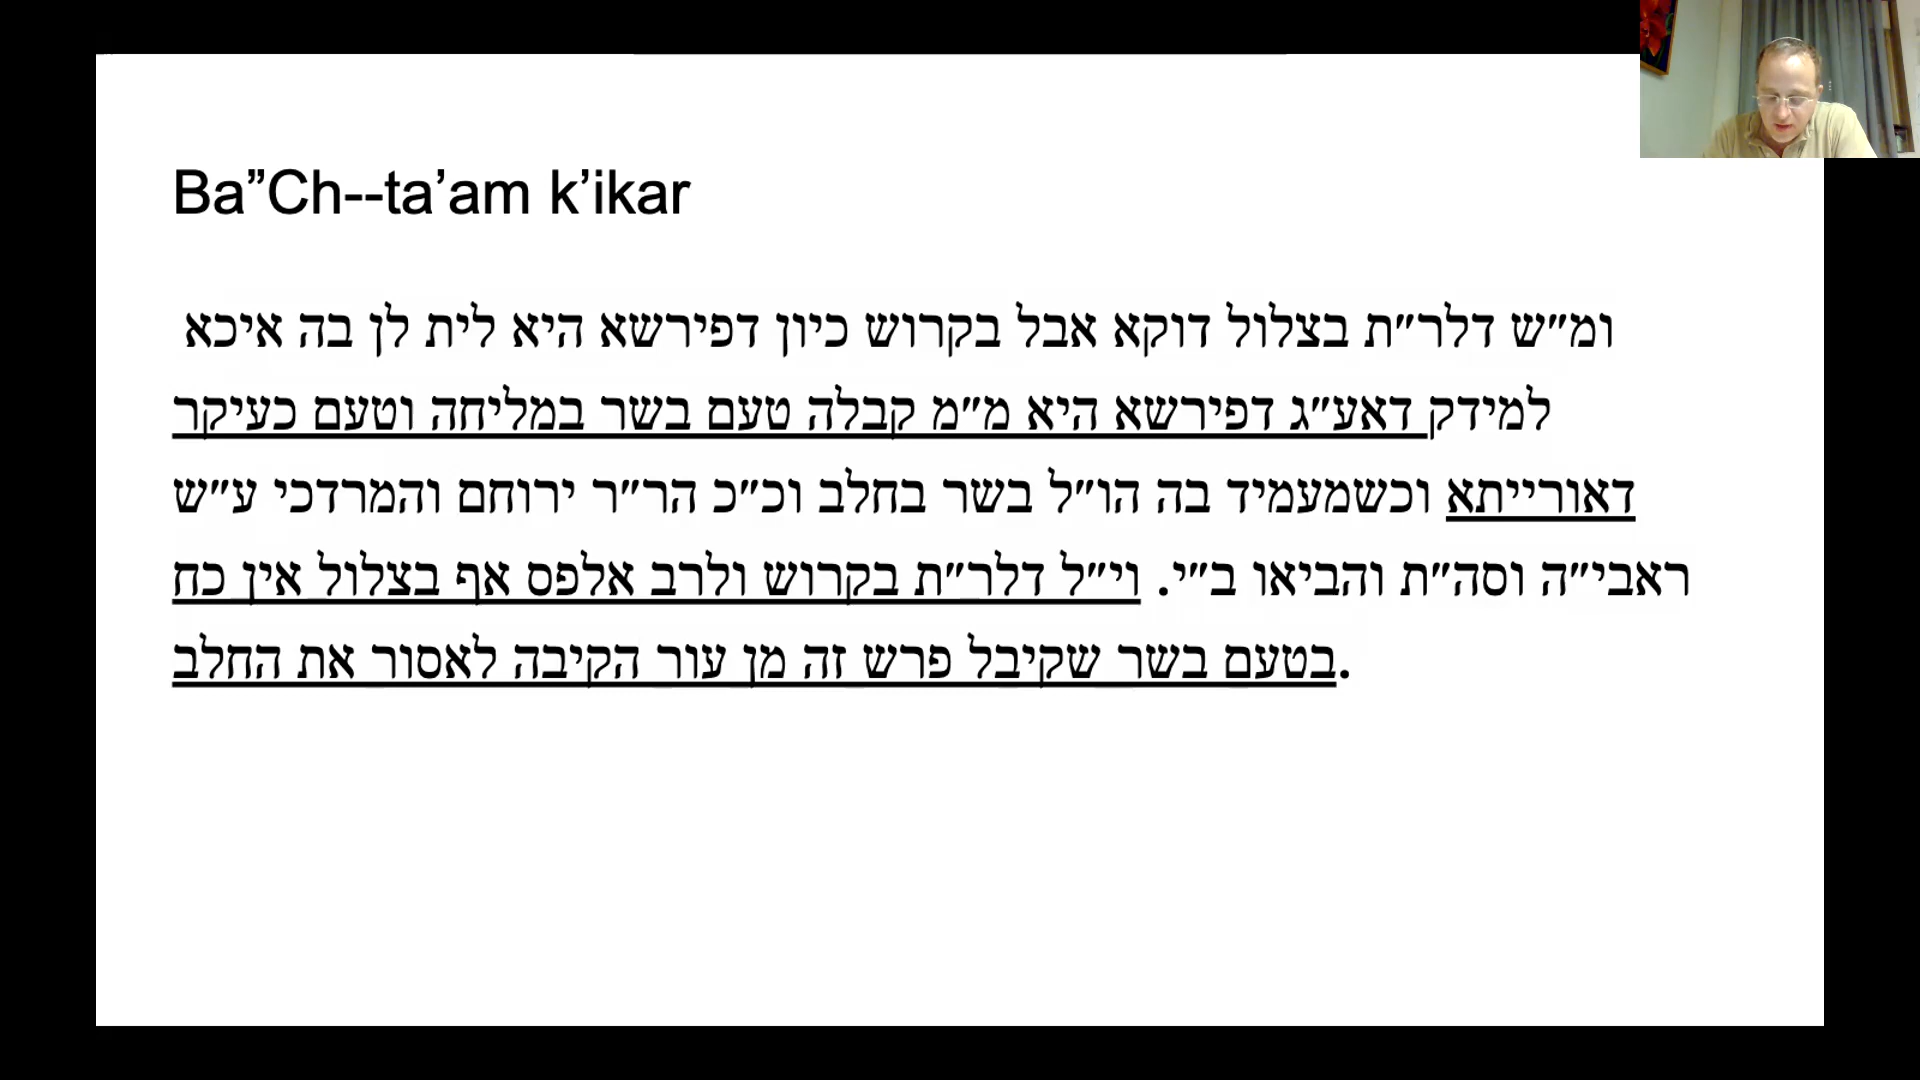 Ba”Ch--ta’am k’ikar
ומ״ש דלר״ת בצלול דוקא אבל בקרוש כיון דפירשא היא לית לן בה איכא
למידק דאע״ג דפירשא היא מ״מ קבלה טעם בשר במליחה וטעם כעיקר
דאורייתא וכשמעמיד בה הו״ל בשר בחלב וכ״כ הר״ר ירוחם והמרדכי ע״ש
ראבי״ה וסה״ת והביאו ב״י. וי״ל דלר״ת בקרוש ולרב אלפס אף בצלול אין כח
בטעם בשר שקיבל פרש זה מן עור הקיבה לאסור את החלב.